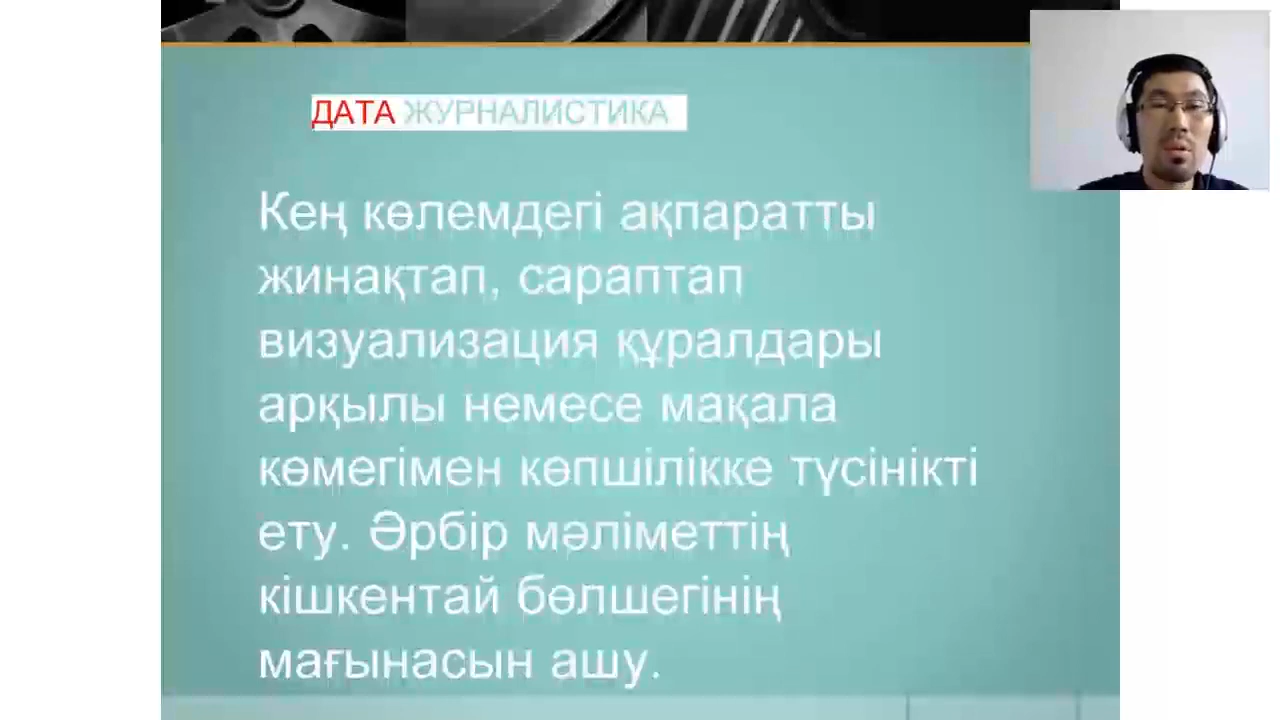 ДАТА ЖУРНАЛИСТИКА
Кең көлемдегі ақпаратты
жинақтап, сараптап
визуализация құралдары
арқылы немесе мақала
көмегімен көпшілікке түсінікті
ету. Әрбір мәліметтің
кішкентай бөлшегінің
мағынасын ашу.